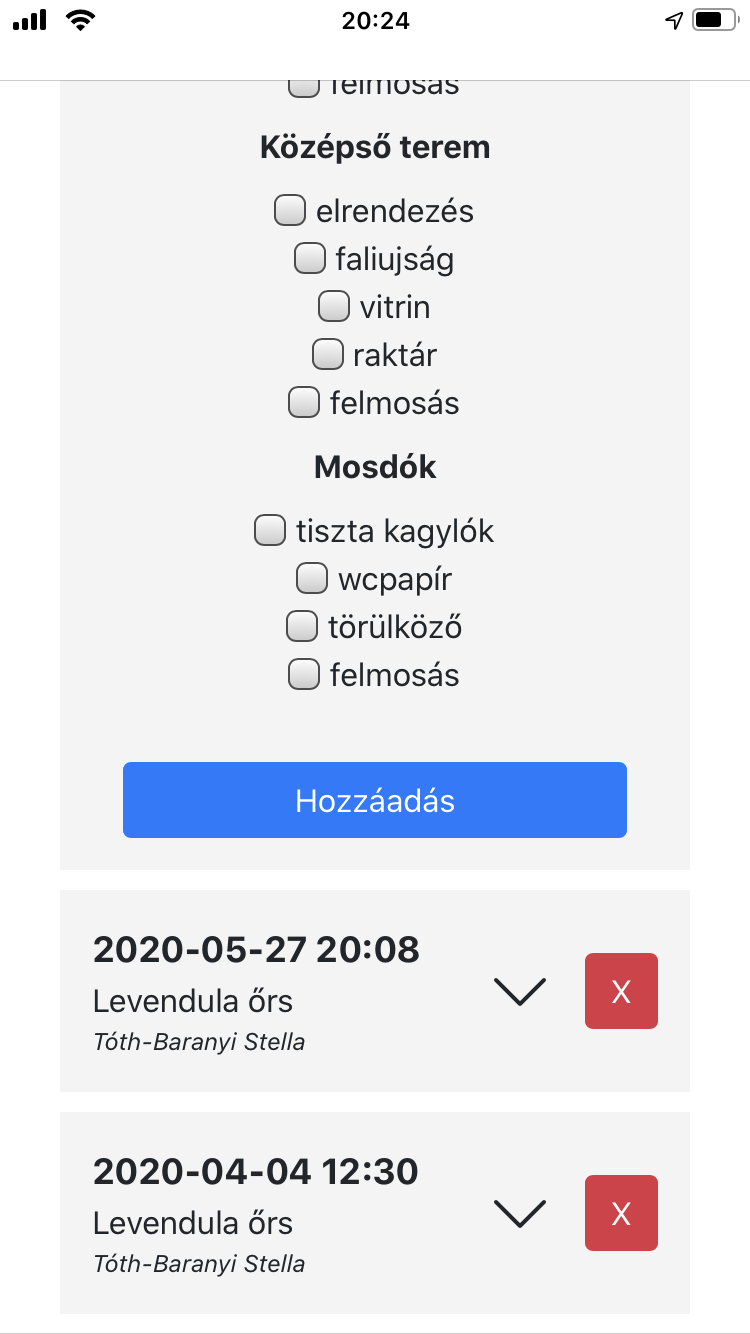 20:24
felmosás
Középső terem
elrendezés
faliujság
vitrin
raktár
felmosás
Mosdók
tiszta kagylók
wcpapír
törülköző
felmosás
Hozzáadás
2020-05-27 20:08
Levendula őrs
Tóth-Baranyi Stella
X
2020-04-04 12:30
Levendula őrs
Tóth-Baranyi Stella
X